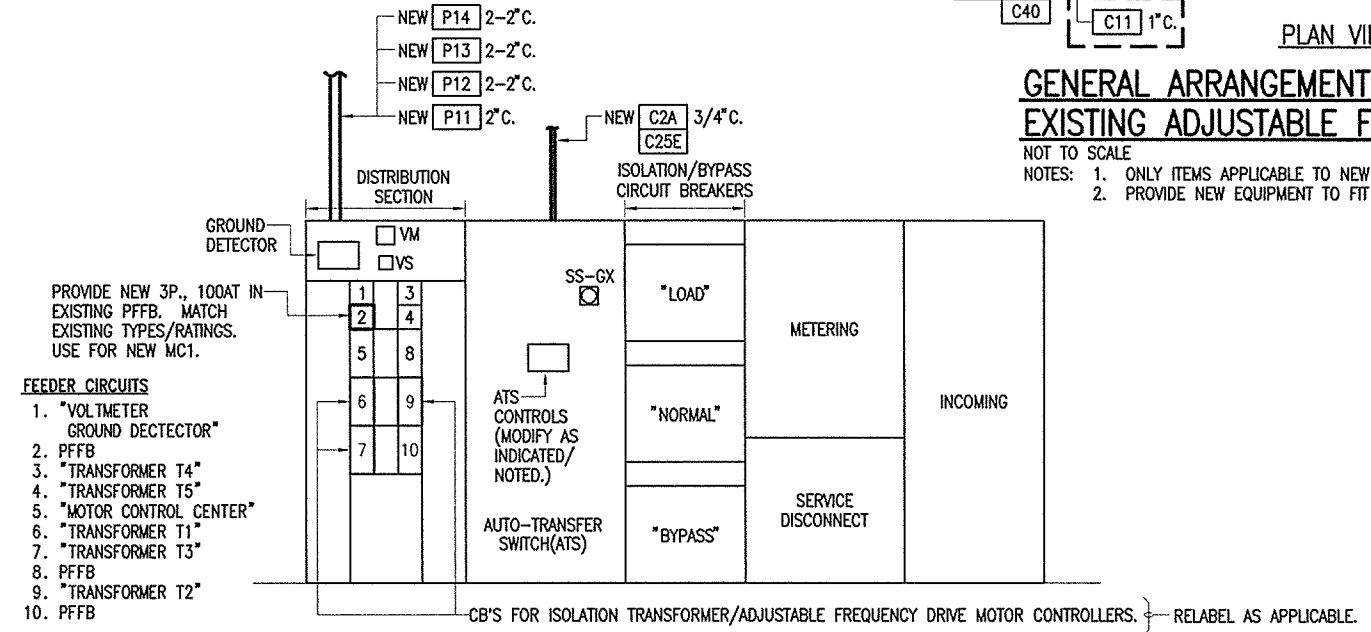 NEW P14 2-2"C.
NEW P13 2-2"C.
NEW P12 2-2"C.
NEW P11 2"C.
C40
C11 1"C.
GENERAL ARRANGEMENT
EXISTING ADJUSTABLE
NOT TO SCALE
NOTES: 1. ONLY ITEMS APPLICABLE TO NEW
2. PROVIDE NEW EQUIPMENT TO FIT
PLAN
NEW C2A 3/4"C.
C25E
DISTRIBUTION
SECTION
ISOLATION/BYPASS
CIRCUIT BREAKERS
GROUND
DETECTOR
VM
VS
PROVIDE NEW 3P., 100AT IN
EXISTING PFFB. MATCH
EXISTING TYPES/RATINGS.
USE FOR NEW MC1.
1 3
2 4
5 8
6 9
7 10
SS-GX
ATS
CONTROLS
(MODIFY AS
INDICATED/
NOTED.)
AUTO-TRANSFER
SWITCH(ATS)
"LOAD"
"NORMAL"
"BYPASS"
METERING
SERVICE
DISCONNECT
INCOMING
FEEDER CIRCUITS
1. "VOLTMETER
GROUND DECTECTOR"
2. PFFB
3. "TRANSFORMER T4"
4. "TRANSFORMER T5"
5. "MOTOR CONTROL CENTER"
6. "TRANSFORMER T1"
7. "TRANSFORMER T3"
8. PFFB
9. "TRANSFORMER T2"
10. PFFB
CB'S FOR ISOLATION TRANSFORMER/ADJUSTABLE FREQUENCY DRIVE MOTOR CONTROLLERS. RELABEL AS APPLICABLE.